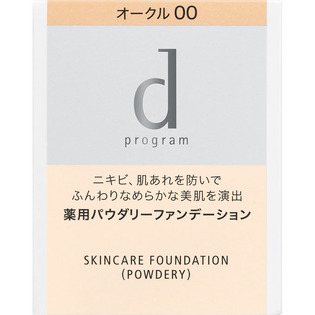 オークル 00
d
program
ニキビ、肌あれを防いで
ふんわりなめらかな美肌を演出
薬用パウダリーファンデーション
SKINCARE FOUNDATION
(POWDERY)